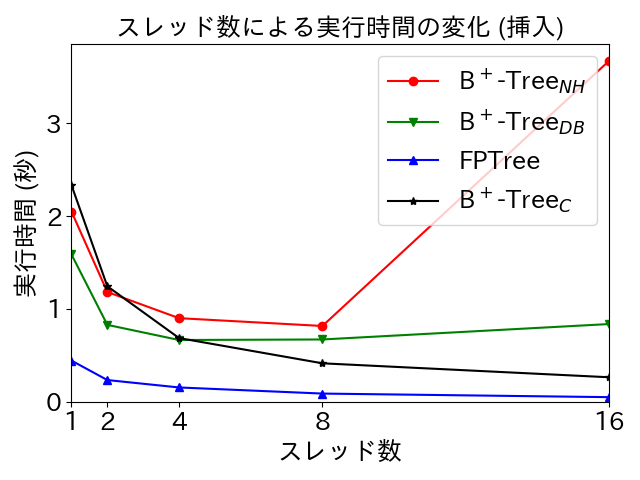 スレッド数による実行時間の変化 (挿入)
B⁺-Tree_NH
B⁺-Tree_DB
FPTree
B⁺-Tree_C
実行時間 (秒)
3
2
1
0
1 2 4 8 16
スレッド数